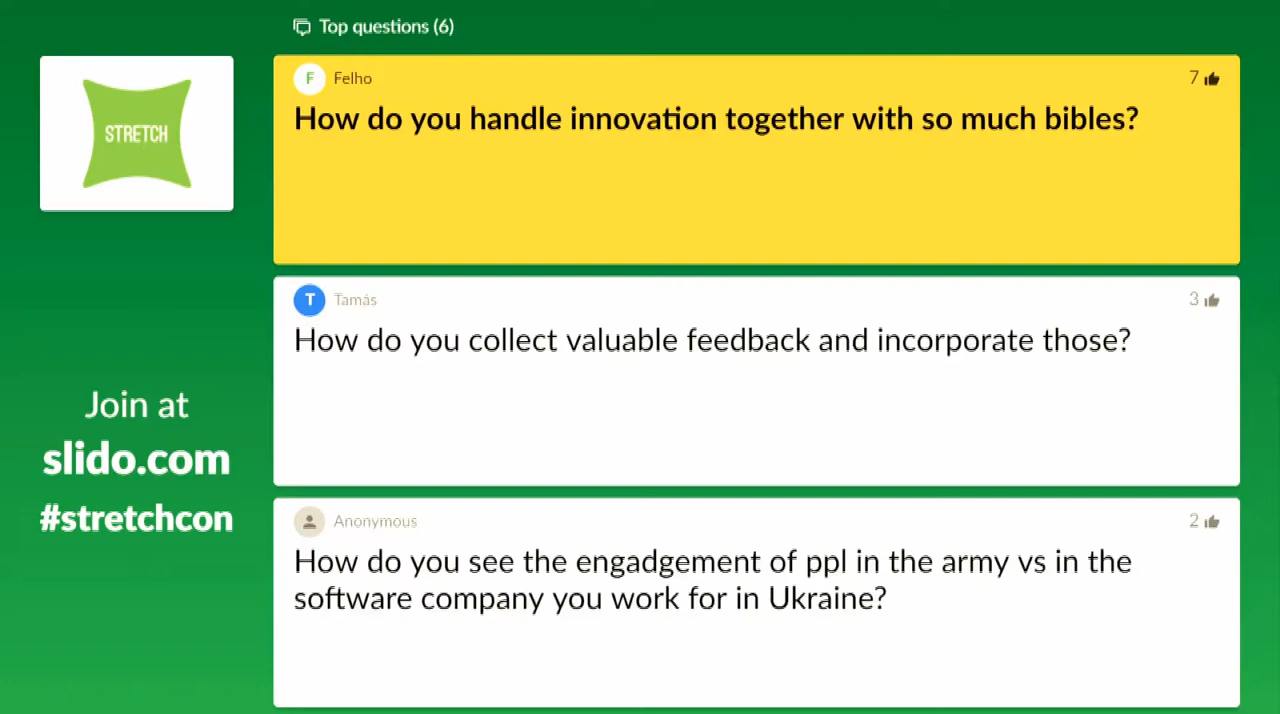 Top questions (6)
STRETCH
F Felho 7
How do you handle innovation together with so much bibles?
T Tamás 3
How do you collect valuable feedback and incorporate those?
Join at
slido.com
#stretchcon
Anonymous 2
How do you see the engadgement of ppl in the army vs in the
software company you work for in Ukraine?